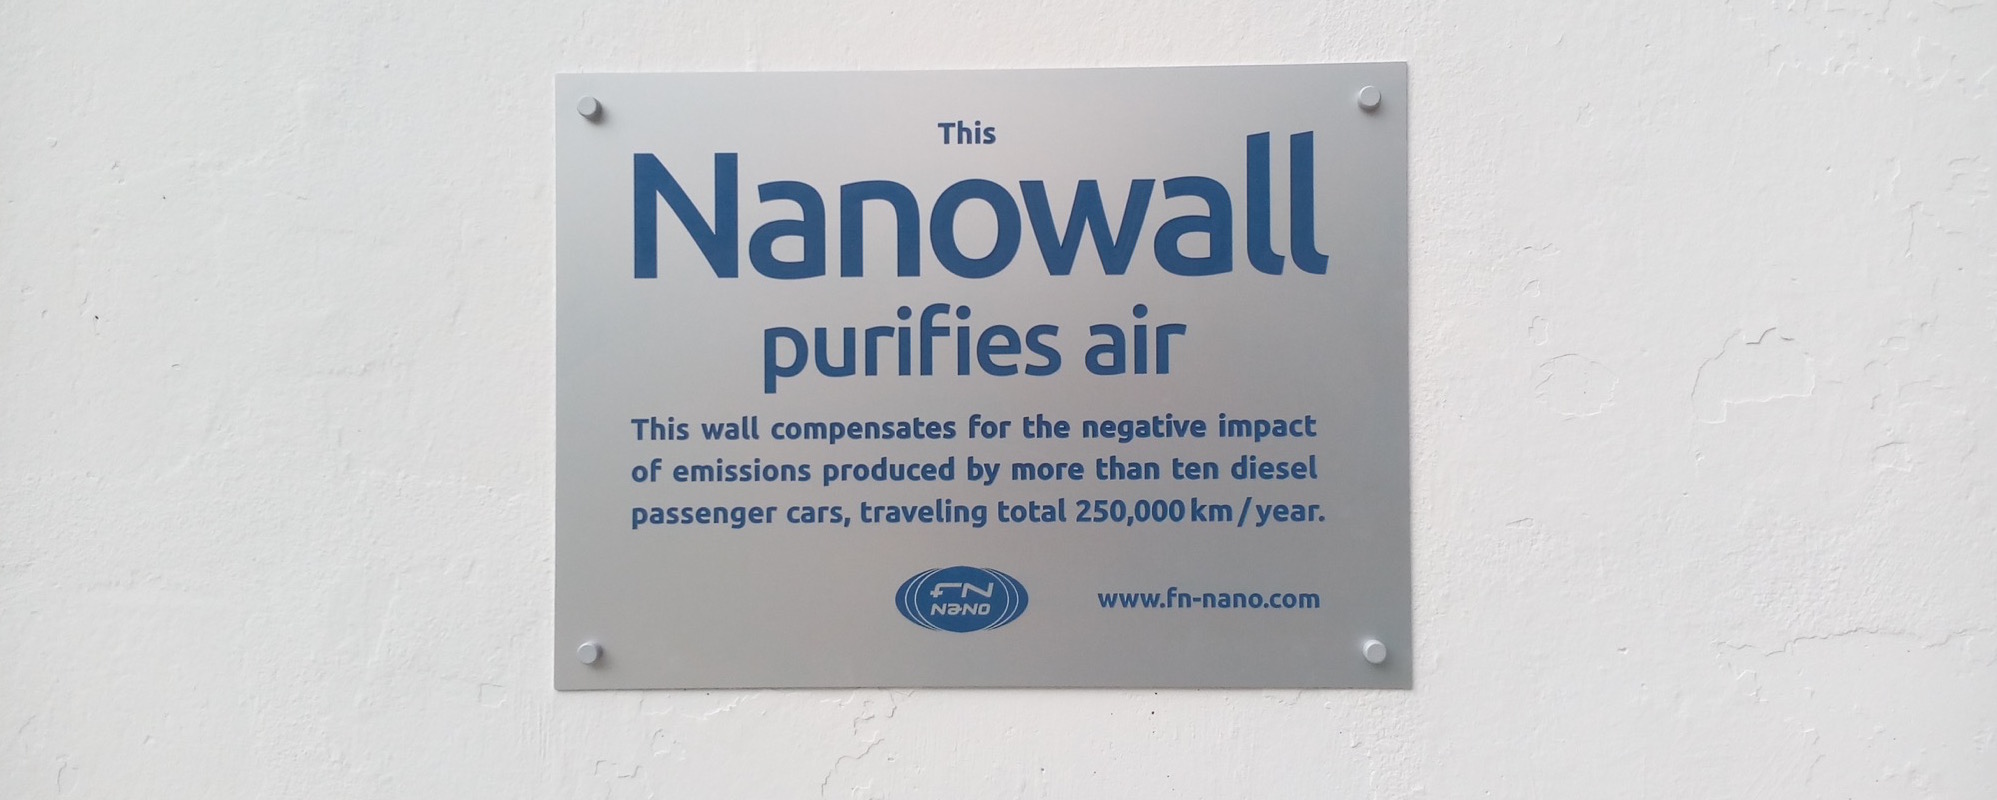 This
Nanowall
purifies air
This wall compensates for the negative impact
of emissions produced by more than ten diesel
passenger cars, traveling total 250,000 km/year.
FN
NaNO
www.fn-nano.com